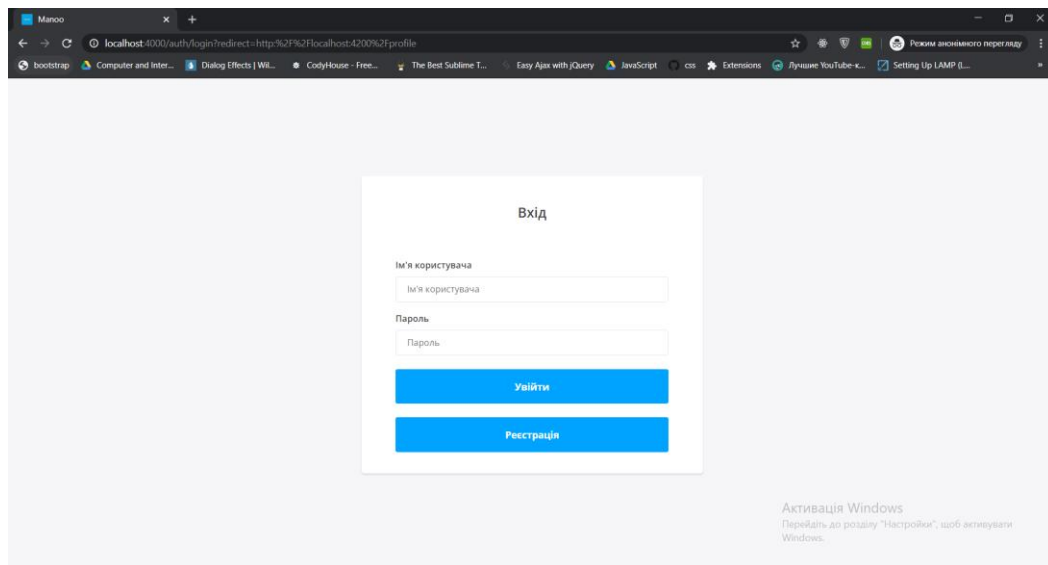 Manoo
localhost:4000/auth/login?redirect=http:%2F%2Flocalhost:4200%2Fprofile
Режим анонімного перегляду
bootstrap Computer and Inter... Dialog Effects | Wil... CodyHouse - Free... The Best Sublime T... Easy Ajax with jQuery JavaScript css Extensions Лучшие YouTube-к... Setting Up LAMP (L...
Вхід
Ім'я користувача
Ім'я користувача
Пароль
Пароль
Увійти
Реєстрація
Активація Windows
Перейдіть до розділу "Настройки", щоб активувати
Windows.